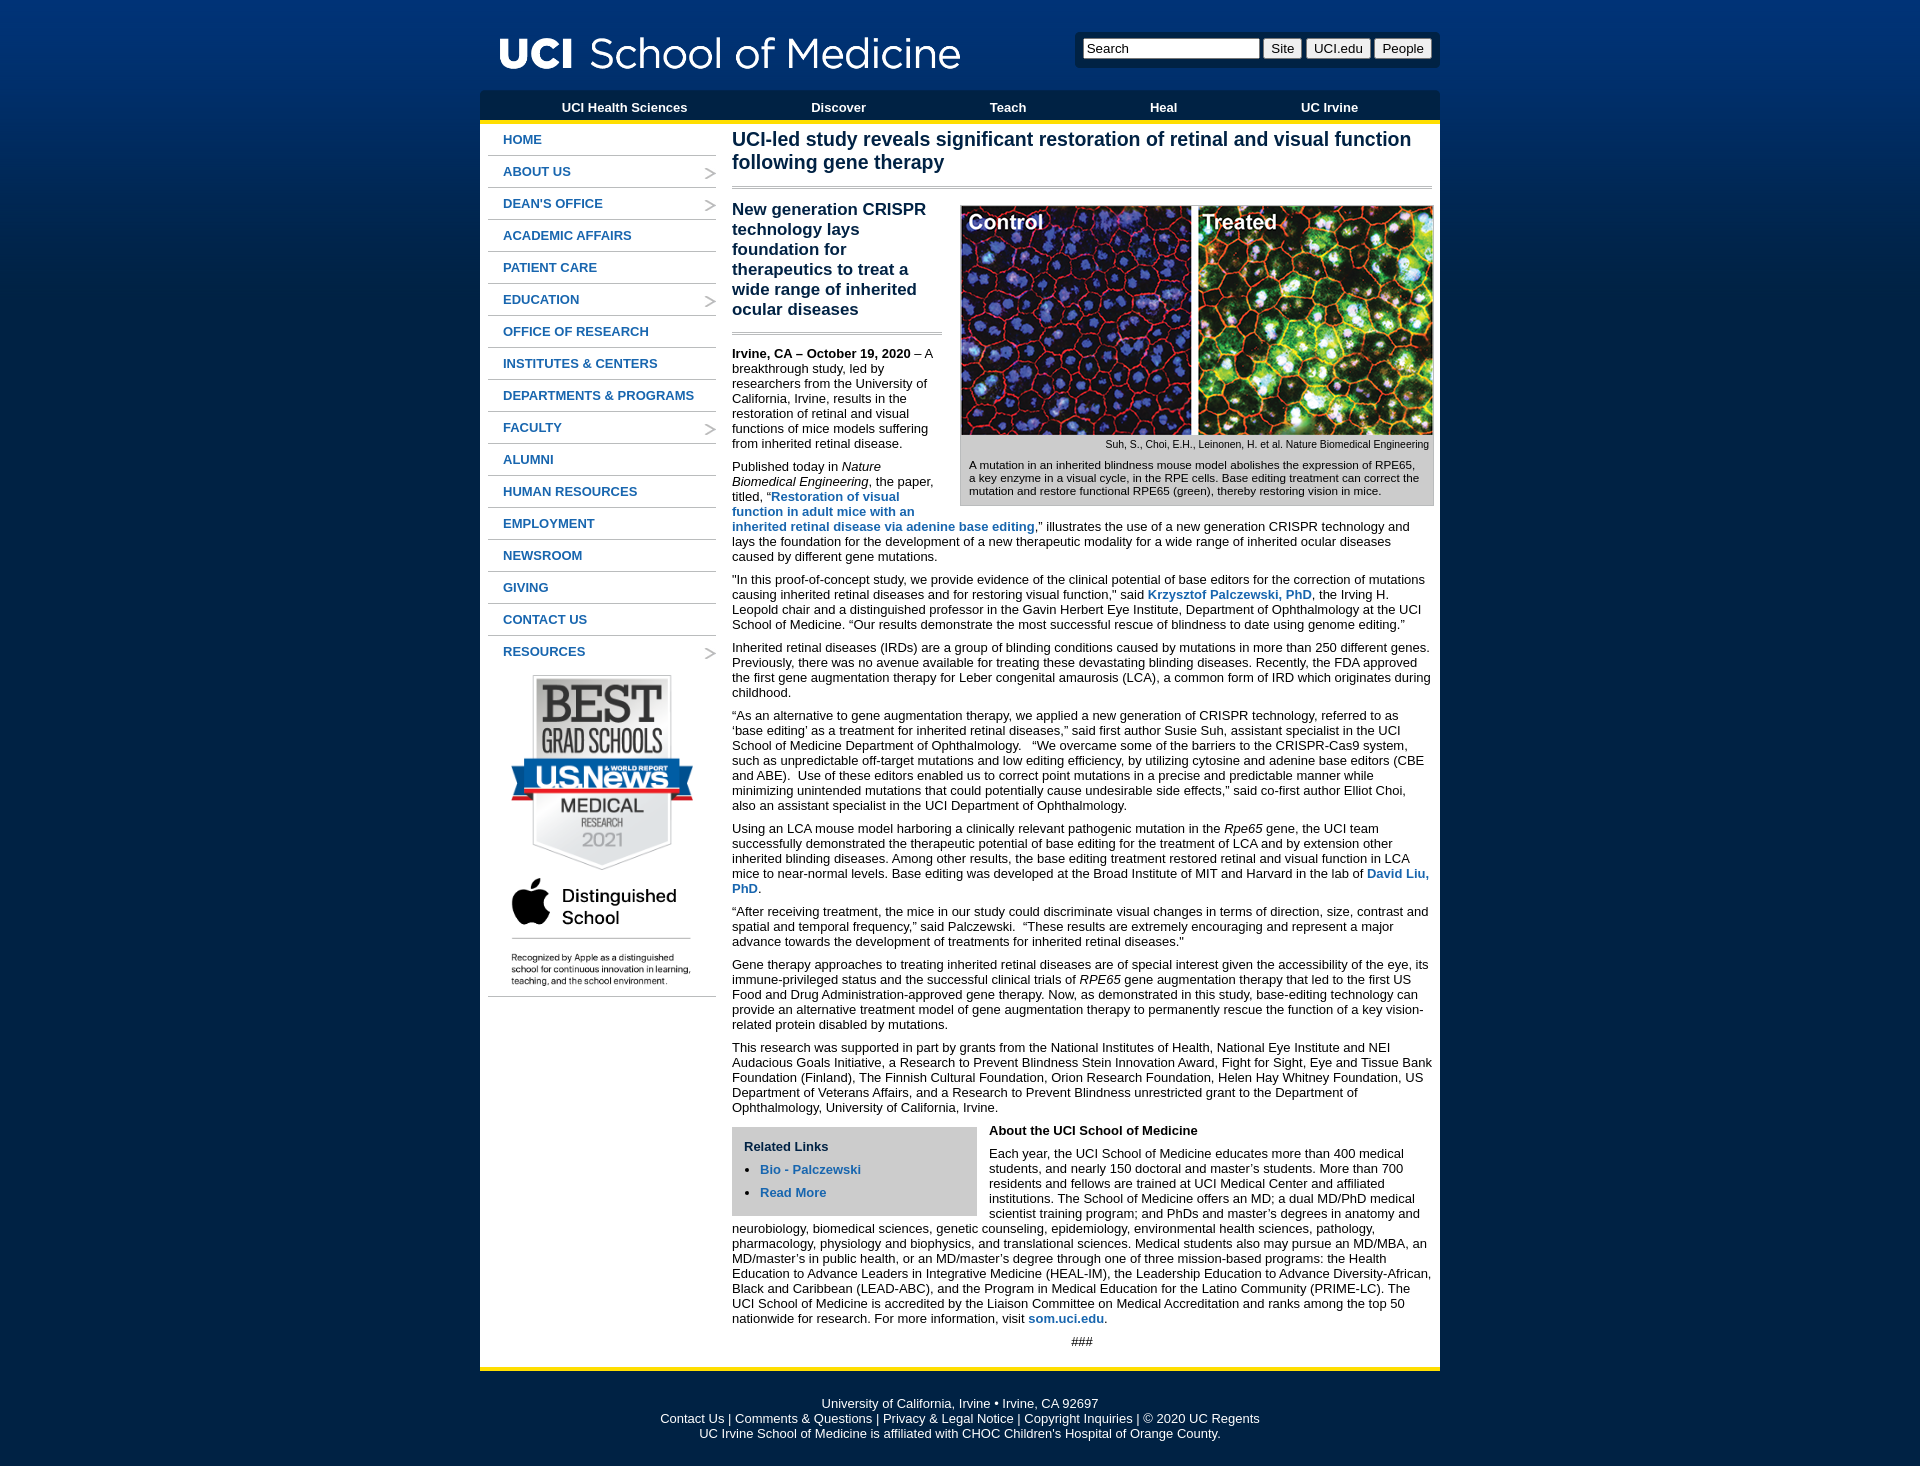 UCI School of Medicine
Search Site UCI.edu People
UCI Health Sciences Discover Teach Heal UC Irvine
HOME
ABOUT US
DEAN'S OFFICE
ACADEMIC AFFAIRS
PATIENT CARE
EDUCATION
OFFICE OF RESEARCH
INSTITUTES & CENTERS
DEPARTMENTS & PROGRAMS
FACULTY
ALUMNI
HUMAN RESOURCES
EMPLOYMENT
NEWSROOM
GIVING
CONTACT US
RESOURCES
BEST
GRAD SCHOOLS
U.S.News
& WORLD REPORT
MEDICAL
RESEARCH
2021
Distinguished
School
Recognized by Apple as a distinguished
school for continuous innovation in learning,
teaching, and the school environment.
UCI-led study reveals significant restoration of retinal and visual function
following gene therapy
New generation CRISPR
technology lays
foundation for
therapeutics to treat a
wide range of inherited
ocular diseases
Control
Treated
Suh, S., Choi, E.H., Leinonen, H. et al. Nature Biomedical Engineering
A mutation in an inherited blindness mouse model abolishes the expression of RPE65,
a key enzyme in a visual cycle, in the RPE cells. Base editing treatment can correct the
mutation and restore functional RPE65 (green), thereby restoring vision in mice.
Irvine, CA – October 19, 2020 – A
breakthrough study, led by
researchers from the University of
California, Irvine, results in the
restoration of retinal and visual
functions of mice models suffering
from inherited retinal disease.
Published today in Nature
Biomedical Engineering, the paper,
titled, “Restoration of visual
function in adult mice with an
inherited retinal disease via adenine base editing,” illustrates the use of a new generation CRISPR technology and
lays the foundation for the development of a new therapeutic modality for a wide range of inherited ocular diseases
caused by different gene mutations.
"In this proof-of-concept study, we provide evidence of the clinical potential of base editors for the correction of mutations
causing inherited retinal diseases and for restoring visual function," said Krzysztof Palczewski, PhD, the Irving H.
Leopold chair and a distinguished professor in the Gavin Herbert Eye Institute, Department of Ophthalmology at the UCI
School of Medicine. “Our results demonstrate the most successful rescue of blindness to date using genome editing.”
Inherited retinal diseases (IRDs) are a group of blinding conditions caused by mutations in more than 250 different genes.
Previously, there was no avenue available for treating these devastating blinding diseases. Recently, the FDA approved
the first gene augmentation therapy for Leber congenital amaurosis (LCA), a common form of IRD which originates during
childhood.
“As an alternative to gene augmentation therapy, we applied a new generation of CRISPR technology, referred to as
‘base editing’ as a treatment for inherited retinal diseases,” said first author Susie Suh, assistant specialist in the UCI
School of Medicine Department of Ophthalmology. “We overcame some of the barriers to the CRISPR-Cas9 system,
such as unpredictable off-target mutations and low editing efficiency, by utilizing cytosine and adenine base editors (CBE
and ABE). Use of these editors enabled us to correct point mutations in a precise and predictable manner while
minimizing unintended mutations that could potentially cause undesirable side effects,” said co-first author Elliot Choi,
also an assistant specialist in the UCI Department of Ophthalmology.
Using an LCA mouse model harboring a clinically relevant pathogenic mutation in the Rpe65 gene, the UCI team
successfully demonstrated the therapeutic potential of base editing for the treatment of LCA and by extension other
inherited blinding diseases. Among other results, the base editing treatment restored retinal and visual function in LCA
mice to near-normal levels. Base editing was developed at the Broad Institute of MIT and Harvard in the lab of David Liu,
PhD.
“After receiving treatment, the mice in our study could discriminate visual changes in terms of direction, size, contrast and
spatial and temporal frequency,” said Palczewski. “These results are extremely encouraging and represent a major
advance towards the development of treatments for inherited retinal diseases."
Gene therapy approaches to treating inherited retinal diseases are of special interest given the accessibility of the eye, its
immune-privileged status and the successful clinical trials of RPE65 gene augmentation therapy that led to the first US
Food and Drug Administration-approved gene therapy. Now, as demonstrated in this study, base-editing technology can
provide an alternative treatment model of gene augmentation therapy to permanently rescue the function of a key vision-
related protein disabled by mutations.
This research was supported in part by grants from the National Institutes of Health, National Eye Institute and NEI
Audacious Goals Initiative, a Research to Prevent Blindness Stein Innovation Award, Fight for Sight, Eye and Tissue Bank
Foundation (Finland), The Finnish Cultural Foundation, Orion Research Foundation, Helen Hay Whitney Foundation, US
Department of Veterans Affairs, and a Research to Prevent Blindness unrestricted grant to the Department of
Ophthalmology, University of California, Irvine.
Related Links
• Bio - Palczewski
• Read More
About the UCI School of Medicine
Each year, the UCI School of Medicine educates more than 400 medical
students, and nearly 150 doctoral and master’s students. More than 700
residents and fellows are trained at UCI Medical Center and affiliated
institutions. The School of Medicine offers an MD; a dual MD/PhD medical
scientist training program; and PhDs and master’s degrees in anatomy and
neurobiology, biomedical sciences, genetic counseling, epidemiology, environmental health sciences, pathology,
pharmacology, physiology and biophysics, and translational sciences. Medical students also may pursue an MD/MBA, an
MD/master’s in public health, or an MD/master’s degree through one of three mission-based programs: the Health
Education to Advance Leaders in Integrative Medicine (HEAL-IM), the Leadership Education to Advance Diversity-African,
Black and Caribbean (LEAD-ABC), and the Program in Medical Education for the Latino Community (PRIME-LC). The
UCI School of Medicine is accredited by the Liaison Committee on Medical Accreditation and ranks among the top 50
nationwide for research. For more information, visit som.uci.edu.
###
University of California, Irvine • Irvine, CA 92697
Contact Us | Comments & Questions | Privacy & Legal Notice | Copyright Inquiries | © 2020 UC Regents
UC Irvine School of Medicine is affiliated with CHOC Children's Hospital of Orange County.